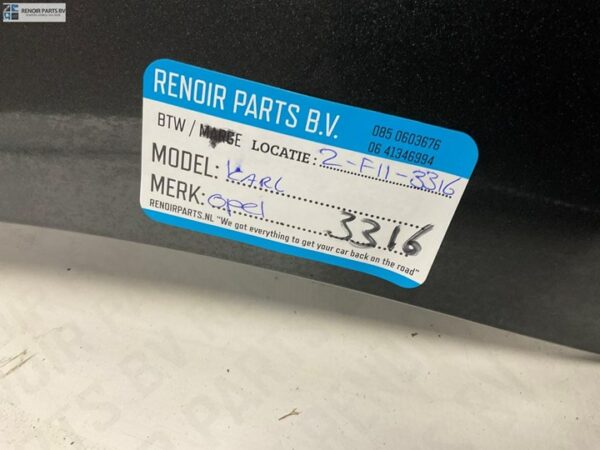 RENOIR PARTS BV
RENOIR PARTS B.V.
085 0603676
06 41346994
BTW / MARGE LOCATIE: 2-F11-3316
MODEL: KARL
MERK: opel
3316
RENOIRPARTS.NL "We got everything to get your car back on the road"